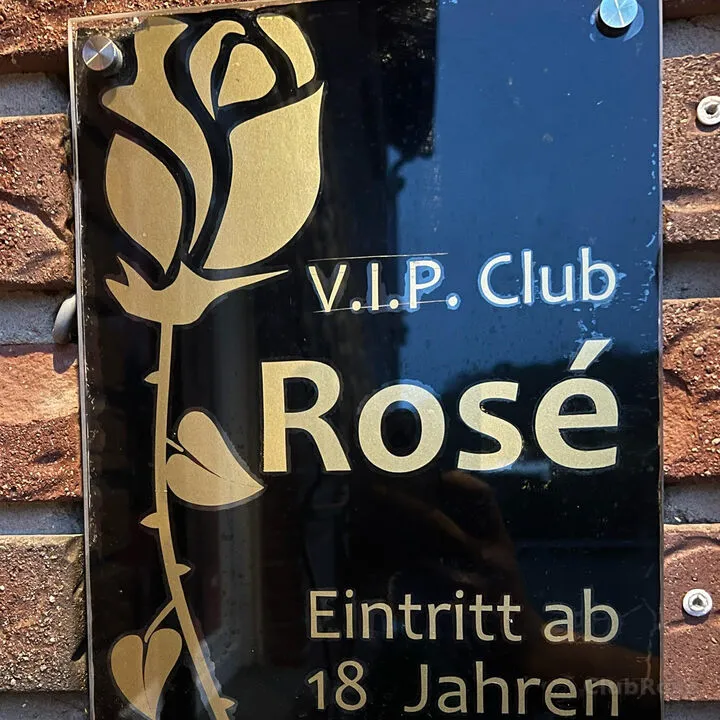 V.I.P. Club
Rosé
Eintritt ab
18 Jahren